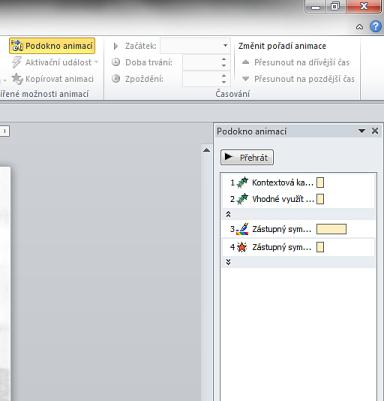 Podokno animací
Začátek:
Změnit pořadí animace
Aktivační událost
Doba trvání:
Přesunout na dřívější čas
Kopírovat animaci
Zpoždění:
Přesunout na pozdější čas
ířené možnosti animací
Časování
Podokno animací
Přehrát
1 Kontextová ka...
2 Vhodné využít ...
3 Zástupný sym...
4 Zástupný sym...